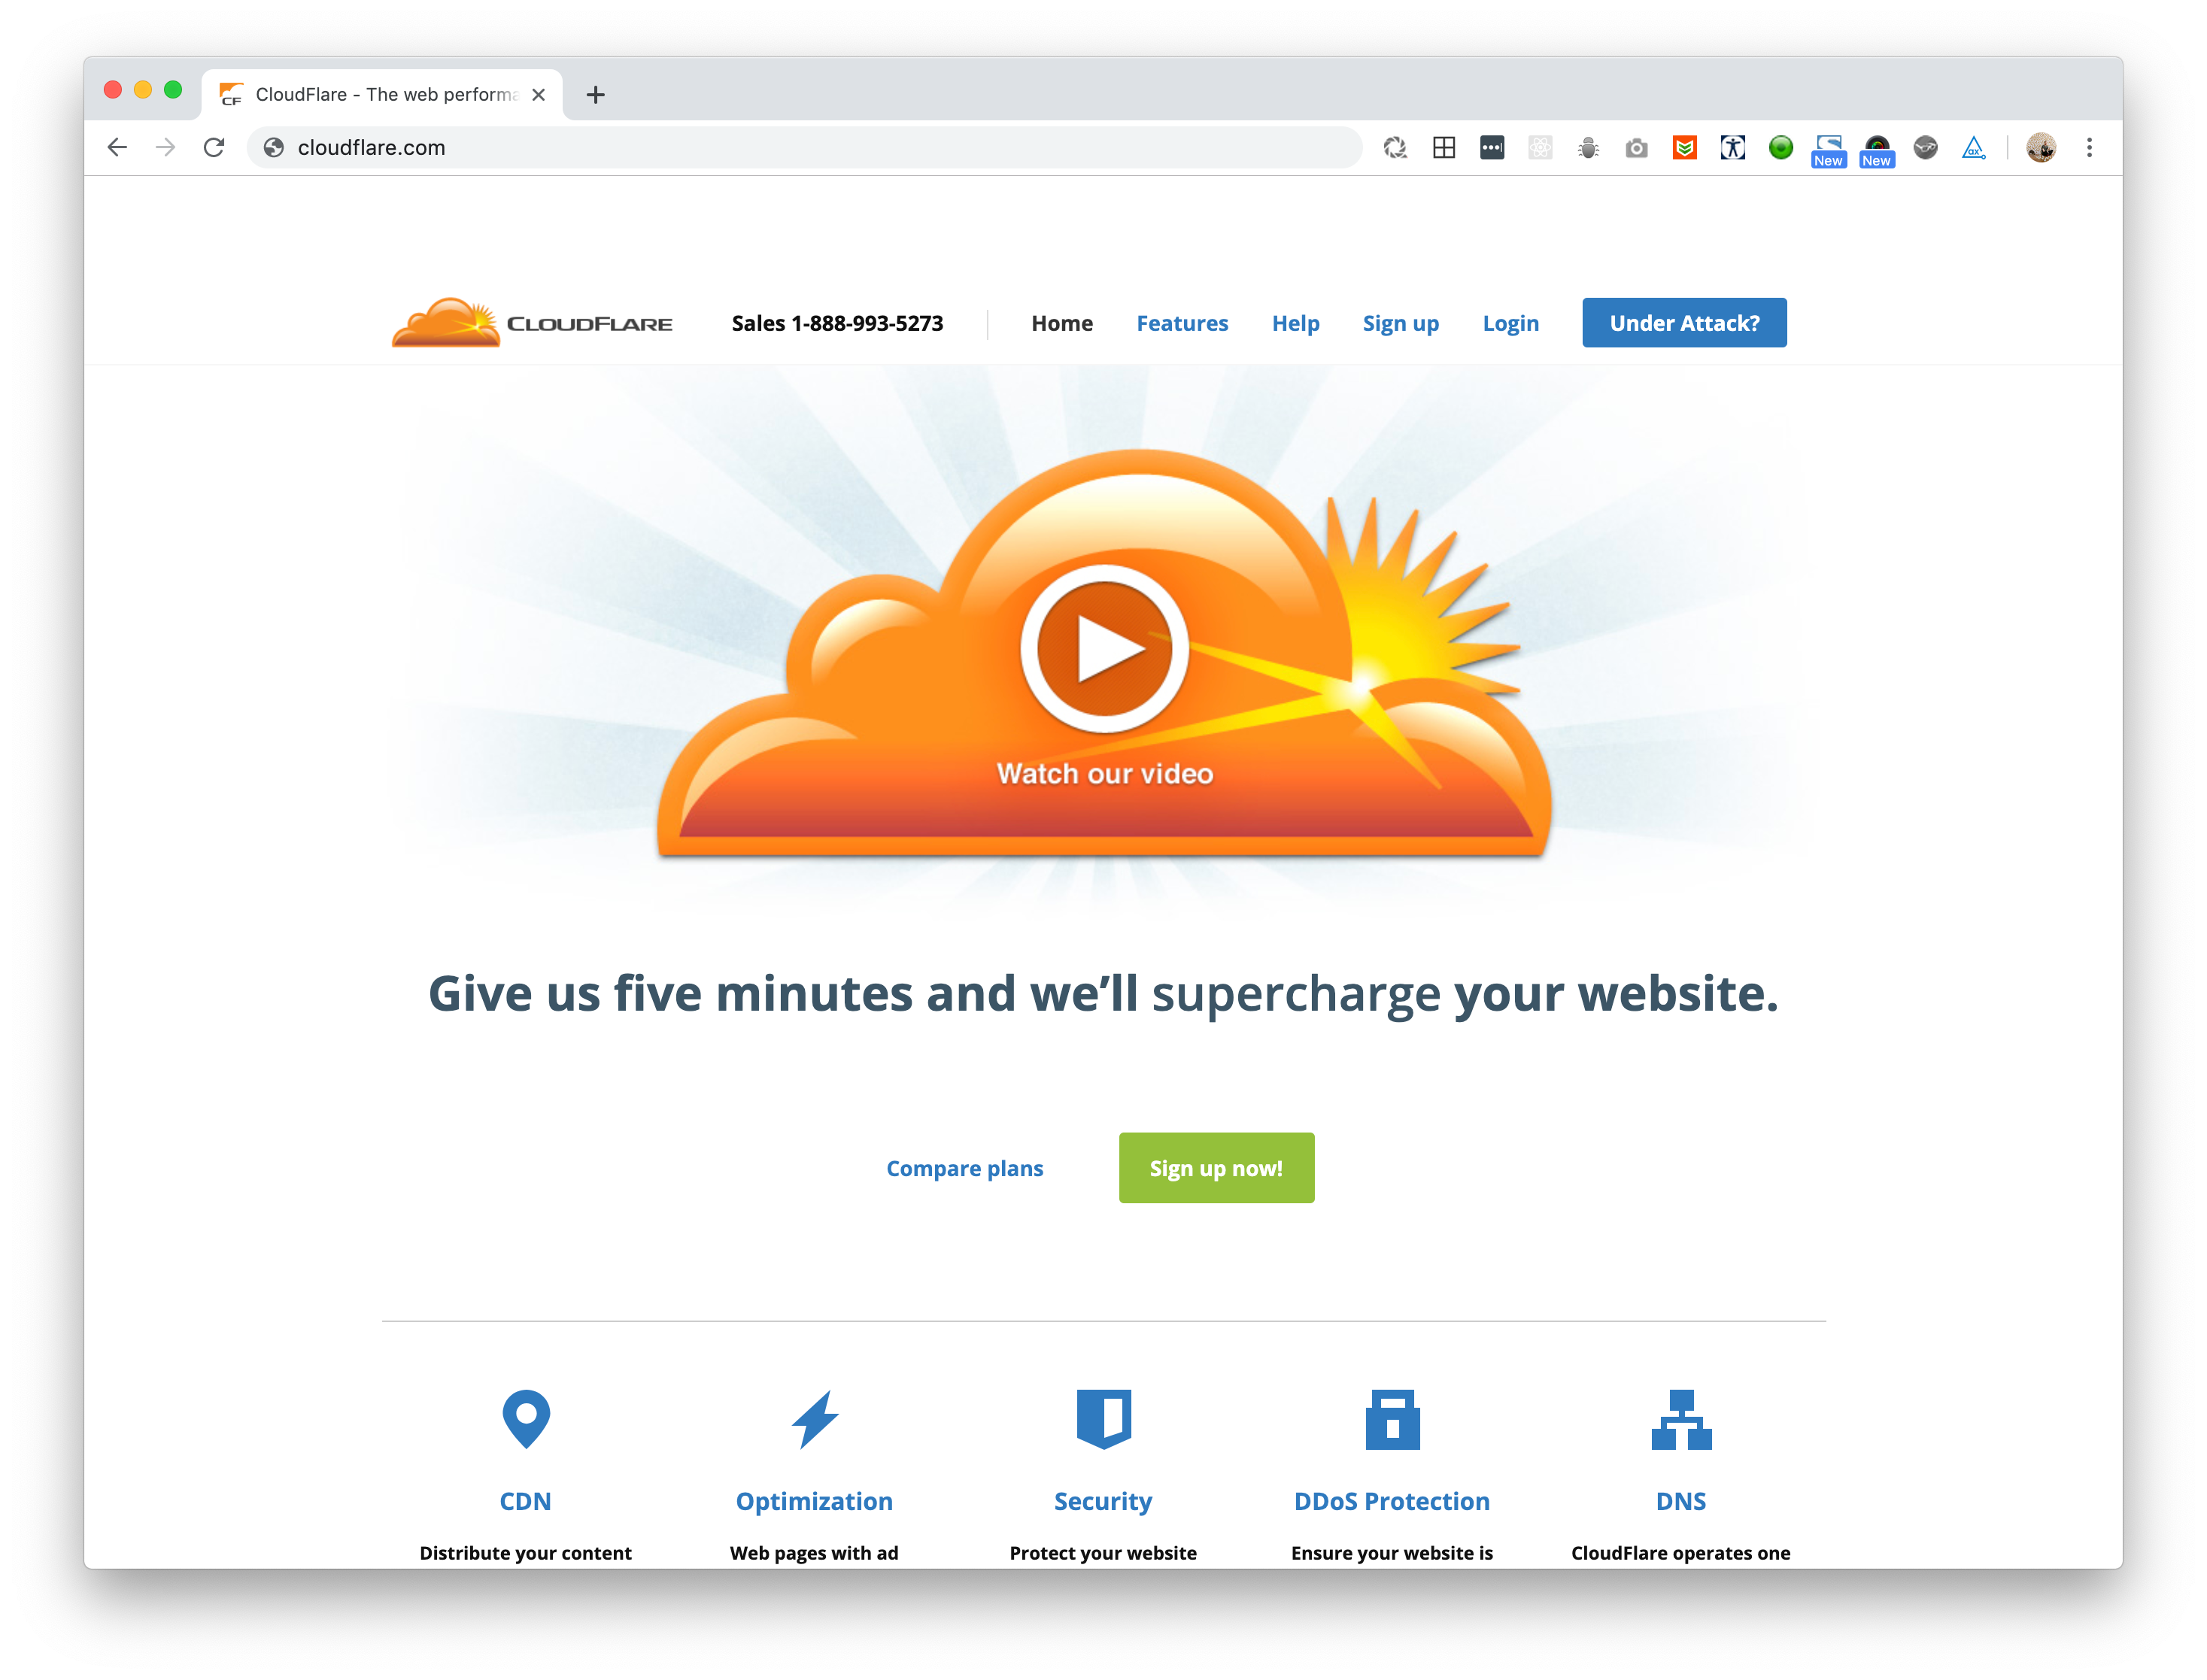 CF CloudFlare - The web performa
cloudflare.com
New New
ax
CLOUDFLARE Sales 1-888-993-5273 Home Features Help Sign up Login Under Attack?
Watch our video
Give us five minutes and we’ll supercharge your website.
Compare plans Sign up now!
CDN Optimization Security DDoS Protection DNS
Distribute your content Web pages with ad Protect your website Ensure your website is CloudFlare operates one